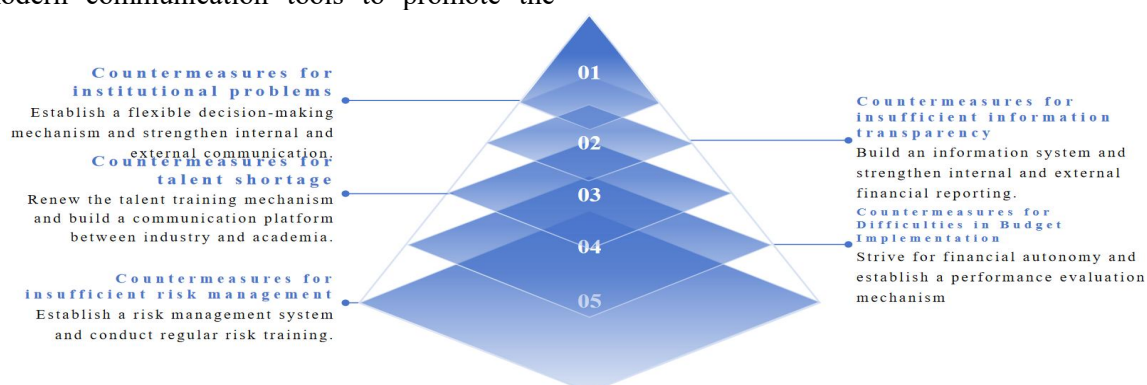 modern communication tools to promote the
01
Countermeasures for
institutional problems
Establish a flexible decision-making
mechanism and strengthen internal and
external communication.
02
Countermeasures for
insufficient information
transparency
Build an information system and
strengthen internal and external
financial reporting.
03
Countermeasures for
talent shortage
Renew the talent training mechanism
and build a communication platform
between industry and academia.
04
Countermeasures for
Difficulties in Budget
Implementation
Strive for financial autonomy and
establish a performance evaluation
mechanism
05
Countermeasures for
insufficient risk management
Establish a risk management system
and conduct regular risk training.